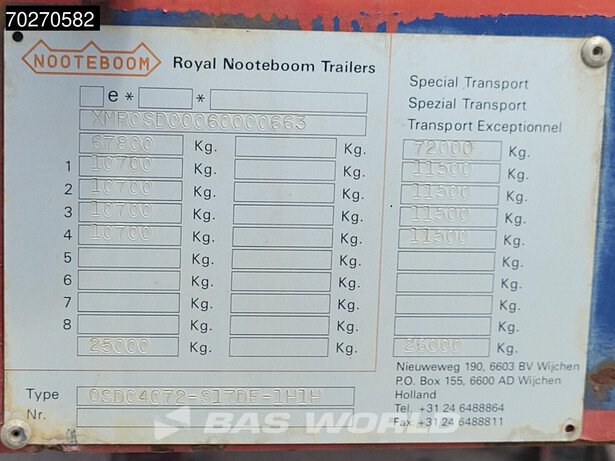 70270582
NOOTEBOOM Royal Nooteboom Trailers
e* *
XMR0SD00060000663
67800 Kg. Kg.
1 10700 Kg. Kg.
2 10700 Kg. Kg.
3 10700 Kg. Kg.
4 10700 Kg. Kg.
5 Kg. Kg.
6 Kg. Kg.
7 Kg. Kg.
8 Kg. Kg.
25000 Kg. Kg.
Type OSD04072-S17DF-1H1H
Nr.
Special Transport
Spezial Transport
Transport Exceptionnel
72000 Kg.
11500 Kg.
11500 Kg.
11500 Kg.
11500 Kg.
Kg.
Kg.
Kg.
Kg.
26000 Kg.
Nieuweweg 190, 6603 BV Wijchen
P.O. Box 155, 6600 AD Wijchen
Holland
Tel. +31 24 6488864
Fax. +31 24 6488811
BAS WORLD